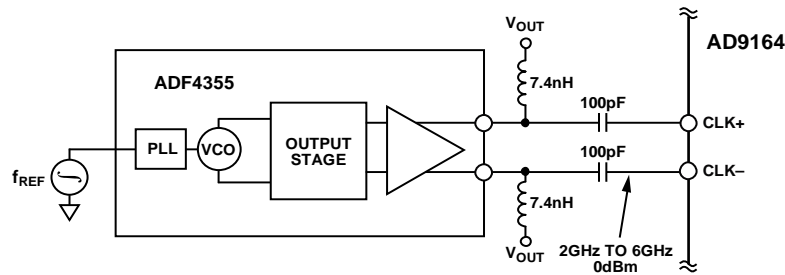 V_OUT
AD9164
ADF4355
7.4nH
100pF
CLK+
PLL
VCO
OUTPUT
STAGE
100pF
CLK–
f_REF
7.4nH
V_OUT
2GHz TO 6GHz
0dBm